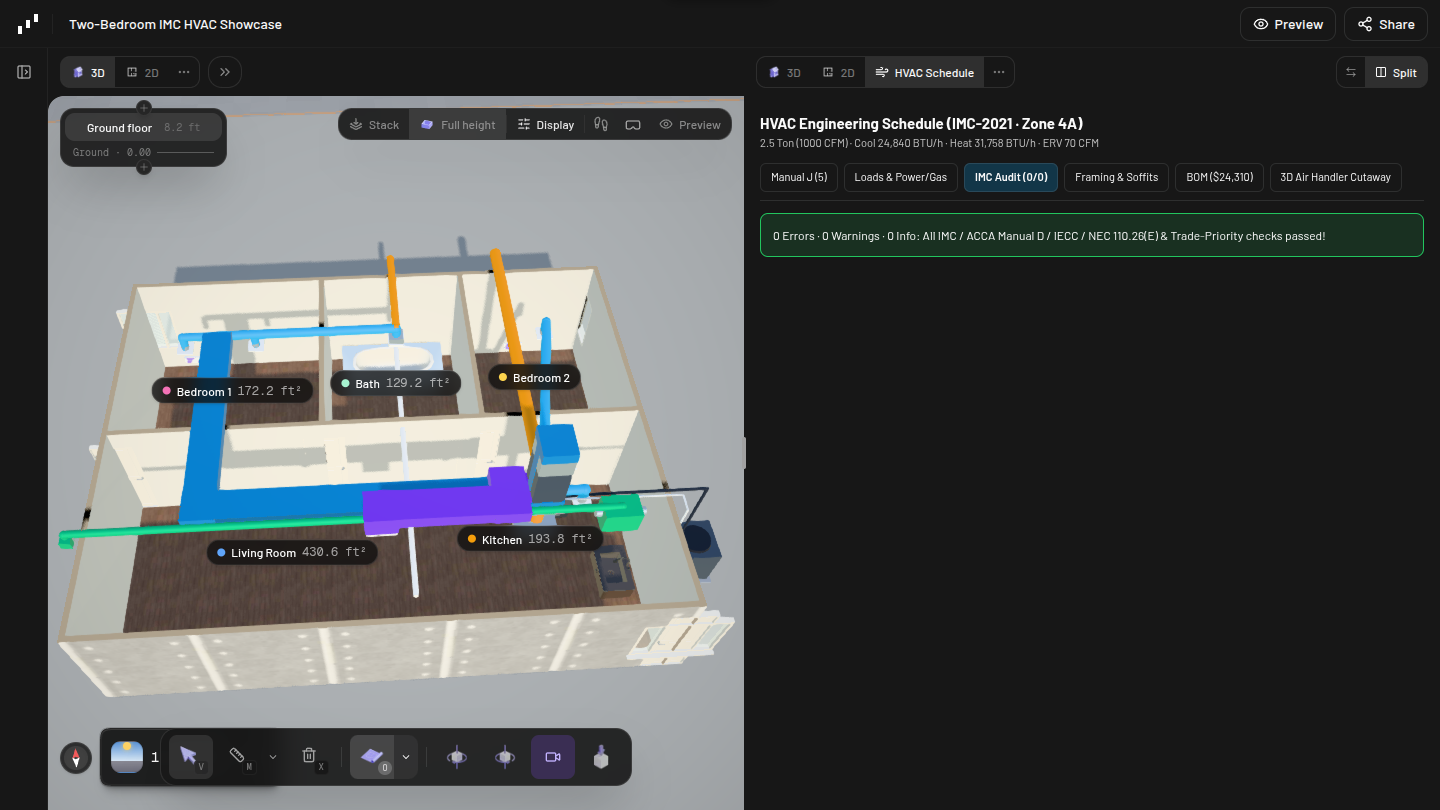 Two-Bedroom IMC HVAC Showcase
Preview
Share
3D
2D
3D
2D
HVAC Schedule
Split
Ground floor 8.2 ft
Ground · 0.00
Stack
Full height
Display
Preview
HVAC Engineering Schedule (IMC-2021 · Zone 4A)
2.5 Ton (1000 CFM) · Cool 24,840 BTU/h · Heat 31,758 BTU/h · ERV 70 CFM
Manual J (5)
Loads & Power/Gas
IMC Audit (0/0)
Framing & Soffits
BOM ($24,310)
3D Air Handler Cutaway
0 Errors · 0 Warnings · 0 Info: All IMC / ACCA Manual D / IECC / NEC 110.26(E) & Trade-Priority checks passed!
Bedroom 1 172.2 ft²
Bath 129.2 ft²
Bedroom 2
Living Room 430.6 ft²
Kitchen 193.8 ft²
1
V
M
X
O